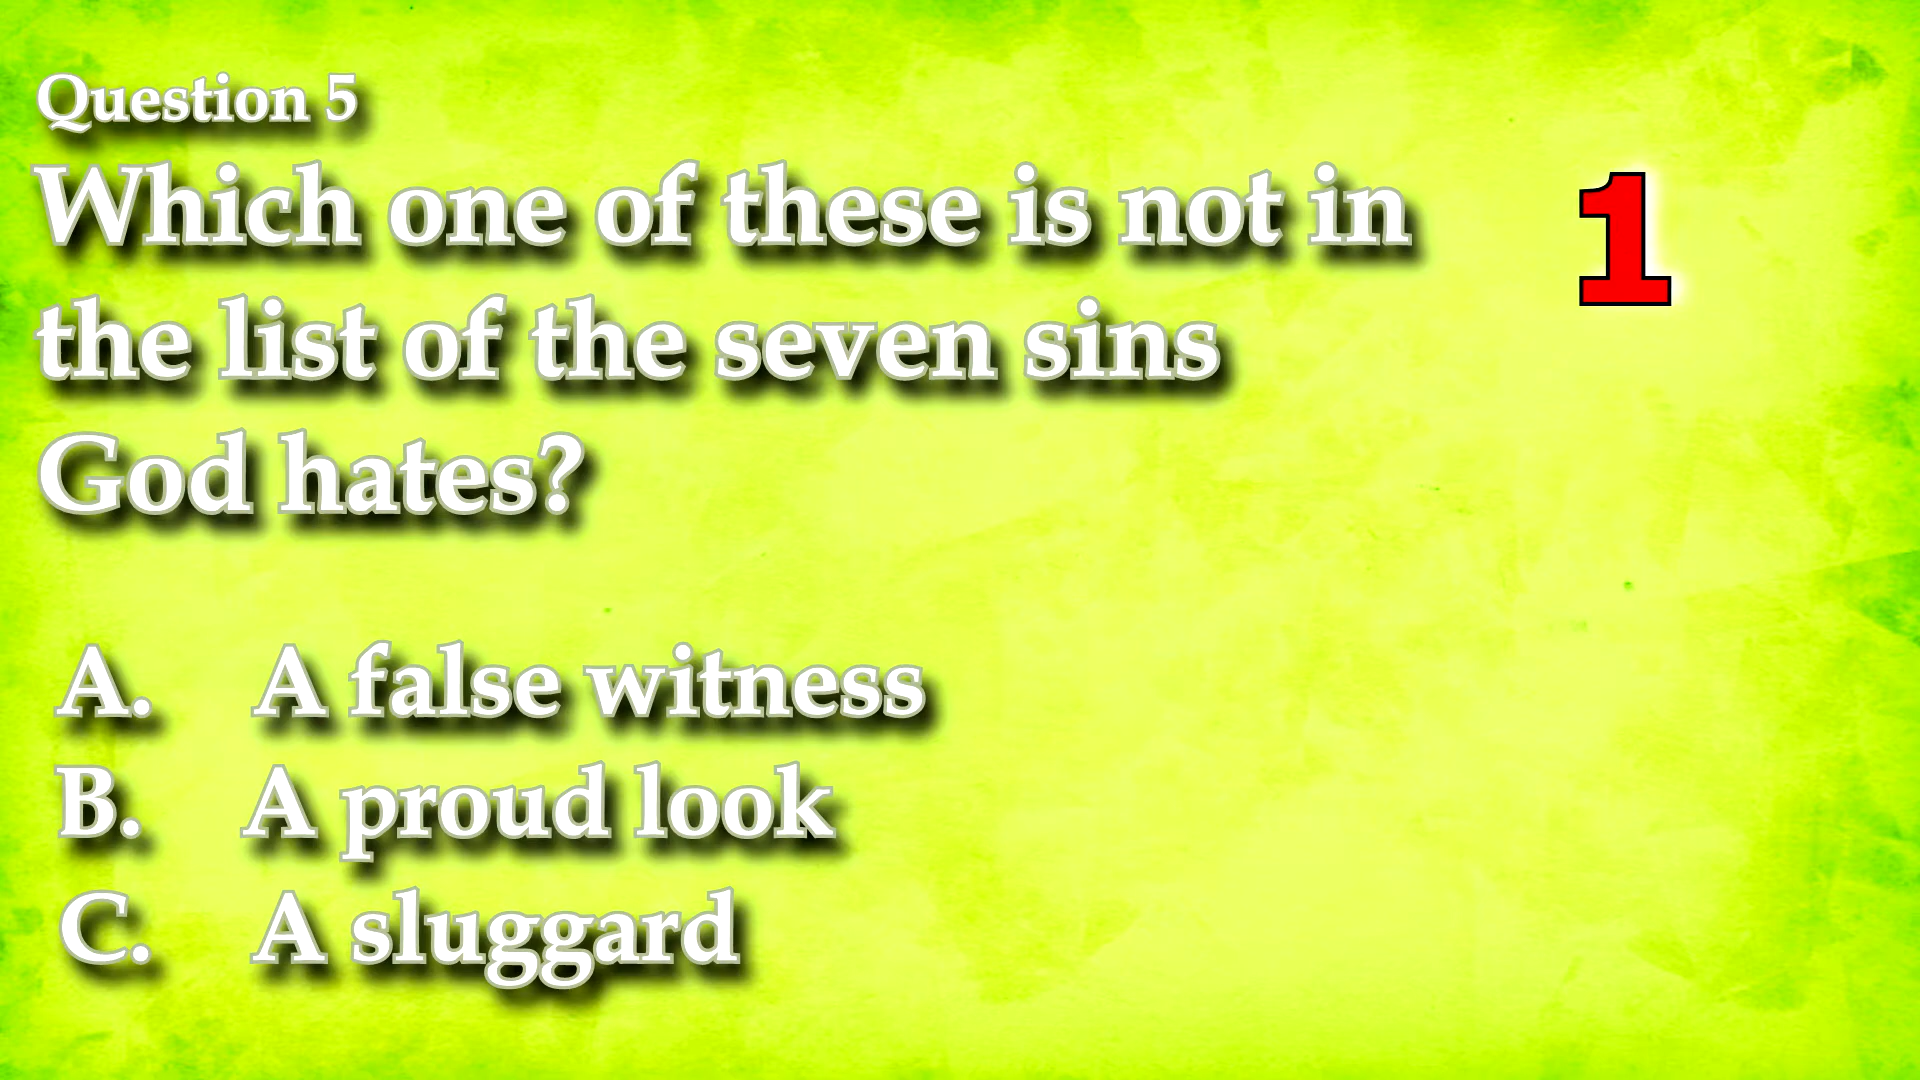 Question 5
Which one of these is not in
1
the list of the seven sins
God hates?
A. A false witness
B. A proud look
C. A sluggard